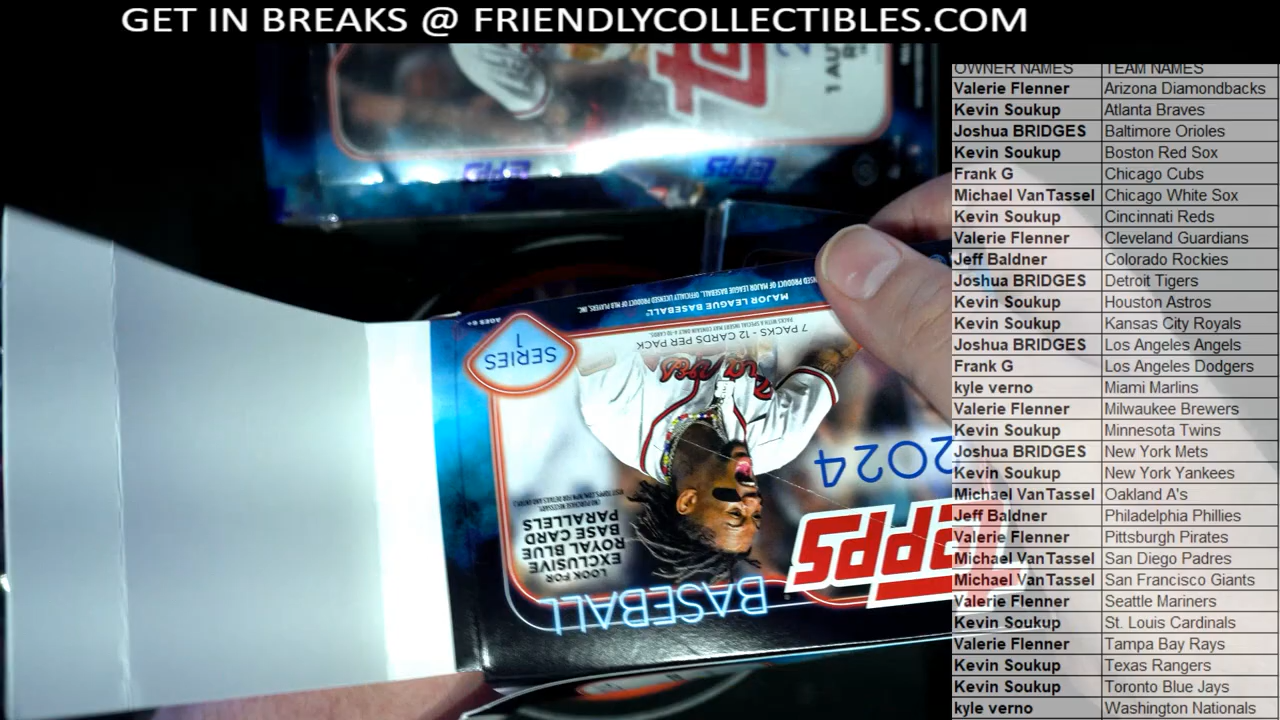 GET IN BREAKS @ FRIENDLYCOLLECTIBLES.COM
OWNER NAMES TEAM NAMES
Valerie Flenner Arizona Diamondbacks
Kevin Soukup Atlanta Braves
Joshua BRIDGES Baltimore Orioles
Kevin Soukup Boston Red Sox
Frank G Chicago Cubs
Michael VanTassel Chicago White Sox
Kevin Soukup Cincinnati Reds
Valerie Flenner Cleveland Guardians
Jeff Baldner Colorado Rockies
Joshua BRIDGES Detroit Tigers
Kevin Soukup Houston Astros
Kevin Soukup Kansas City Royals
Joshua BRIDGES Los Angeles Angels
Frank G Los Angeles Dodgers
kyle verno Miami Marlins
Valerie Flenner Milwaukee Brewers
Kevin Soukup Minnesota Twins
Joshua BRIDGES New York Mets
Kevin Soukup New York Yankees
Michael VanTassel Oakland A's
Jeff Baldner Philadelphia Phillies
Valerie Flenner Pittsburgh Pirates
Michael VanTassel San Diego Padres
Michael VanTassel San Francisco Giants
Valerie Flenner Seattle Mariners
Kevin Soukup St. Louis Cardinals
Valerie Flenner Tampa Bay Rays
Kevin Soukup Texas Rangers
Kevin Soukup Toronto Blue Jays
kyle verno Washington Nationals
topps
topps
1 AU
topps
BASEBALL
2024
LOOK FOR
EXCLUSIVE
ROYAL BLUE
BASE CARD
PARALLELS
SERIES
1
7 PACKS - 12 CARDS PER PACK
MAJOR LEAGUE BASEBALL
AGES 6+